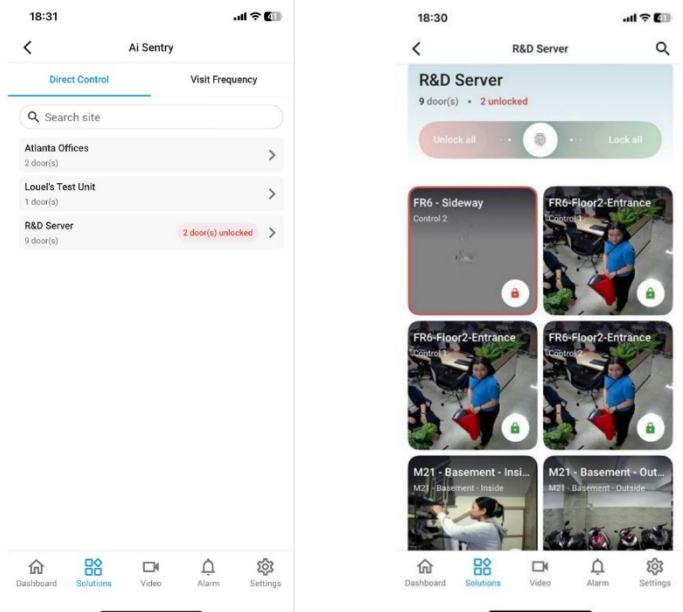 18:31
41
Ai Sentry
Direct Control
Visit Frequency
Search site
Atlanta Offices
2 door(s)
Louel's Test Unit
1 door(s)
R&D Server
9 door(s)
2 door(s) unlocked
Dashboard
Solutions
Video
Alarm
Settings
18:30
41
R&D Server
R&D Server
9 door(s) • 2 unlocked
Unlock all
Lock all
FR6 - Sideway
Control 2
FR6-Floor2-Entrance
Control 1
FR6-Floor2-Entrance
Control 1
FR6-Floor2-Entrance
Control 2
M21 - Basement - Insi...
M21 - Basement - Inside
M21 - Basement - Out...
M21 - Basement - Outside
Dashboard
Solutions
Video
Alarm
Settings